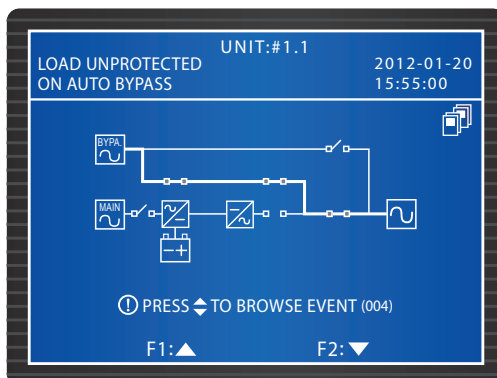 UNIT:#1.1
LOAD UNPROTECTED
ON AUTO BYPASS
2012-01-20
15:55:00
BYPA.
MAIN
PRESS TO BROWSE EVENT (004)
F1:▲ F2:▼